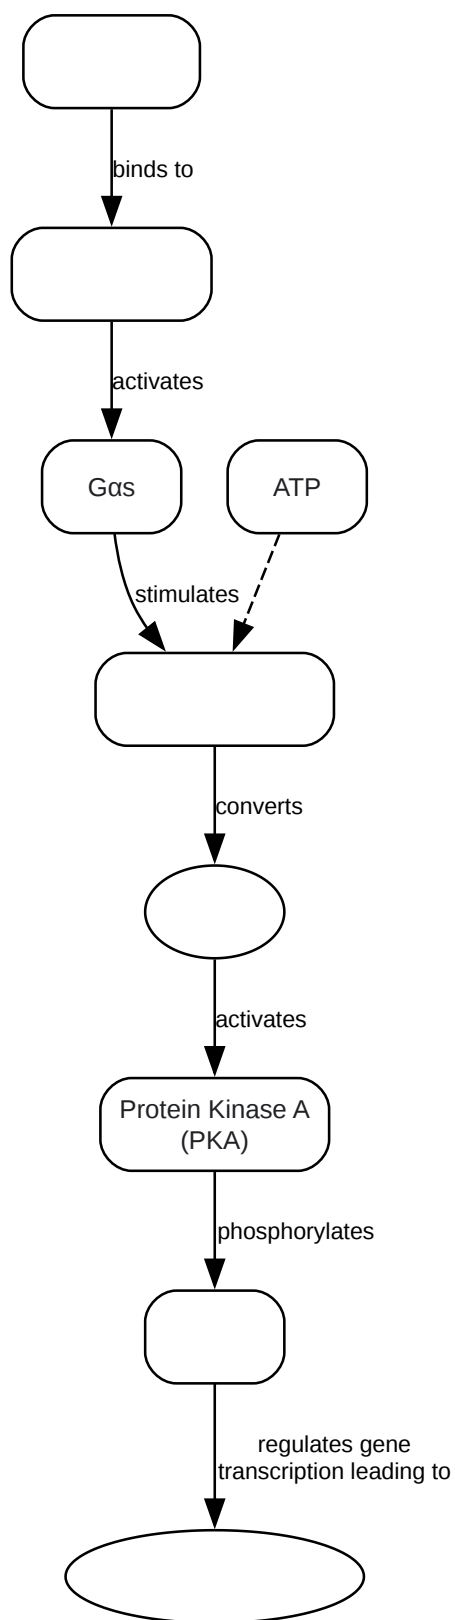 binds to
activates
Gαs
ATP
stimulates
converts
activates
Protein Kinase A
(PKA)
phosphorylates
regulates gene
transcription leading to